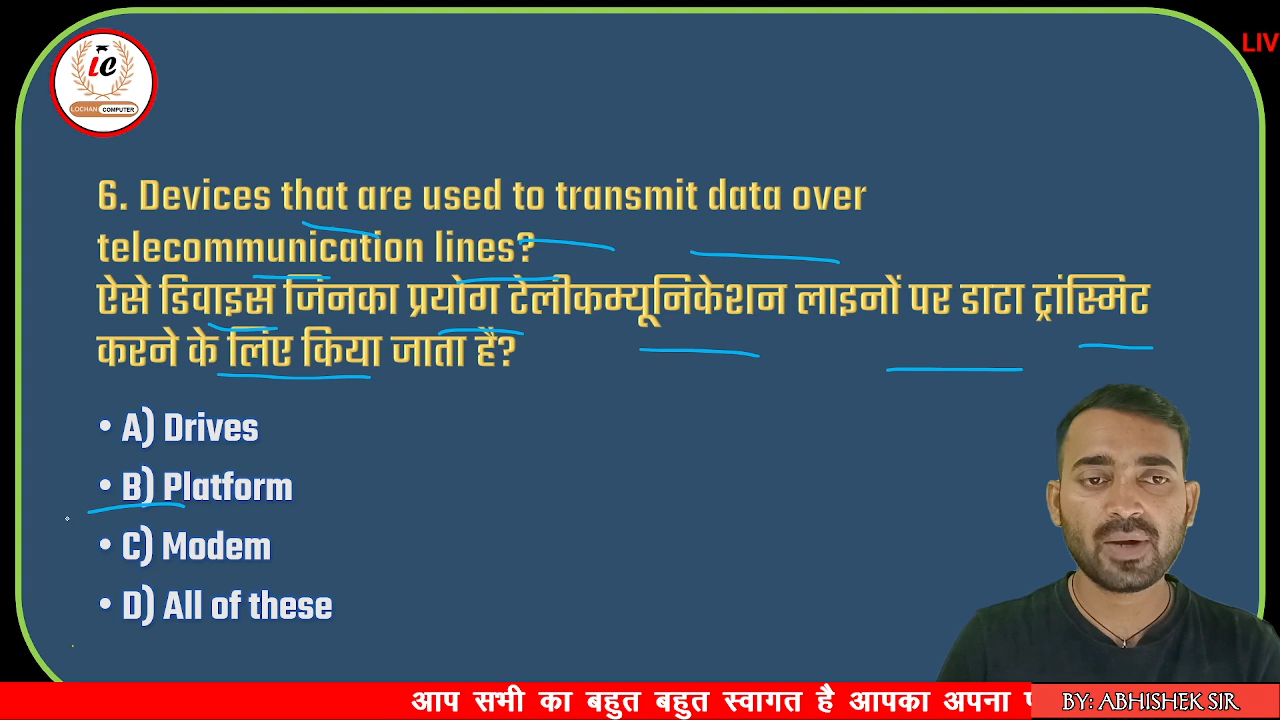 LIV
LC
LOCHAN COMPUTER
6. Devices that are used to transmit data over
telecommunication lines?
ऐसे डिवाइस जिनका प्रयोग टेलीकम्यूनिकेशन लाइनों पर डाटा ट्रांस्मिट
करने के लिए किया जाता है?
• A) Drives
• B) Platform
• C) Modem
• D) All of these
आप सभी का बहुत बहुत स्वागत है आपका अपना
BY: ABHISHEK SIR